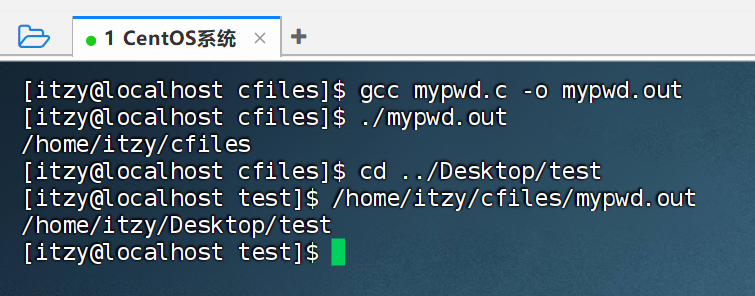 1 CentOS系统 × +
[itzy@localhost cfiles]$ gcc mypwd.c -o mypwd.out
[itzy@localhost cfiles]$ ./mypwd.out
/home/itzy/cfiles
[itzy@localhost cfiles]$ cd ../Desktop/test
[itzy@localhost test]$ /home/itzy/cfiles/mypwd.out
/home/itzy/Desktop/test
[itzy@localhost test]$